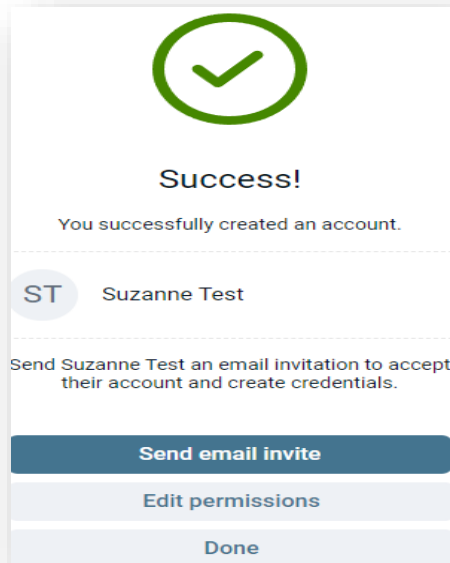 Success!
You successfully created an account.
ST
Suzanne Test
Send Suzanne Test an email invitation to accept
their account and create credentials.
Send email invite
Edit permissions
Done